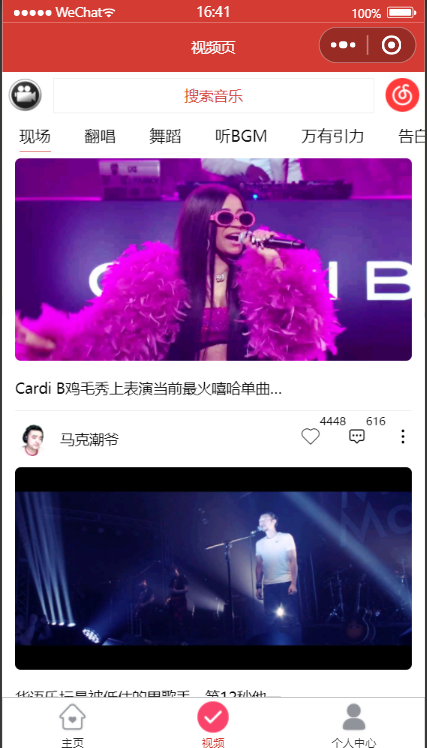 WeChat 16:41 100%
视频页
搜索音乐
现场 翻唱 舞蹈 听BGM 万有引力 告白
Cardi B鸡毛秀上表演当前最火嘻哈单曲...
马克潮爷 4448 616
主页 视频 个人中心